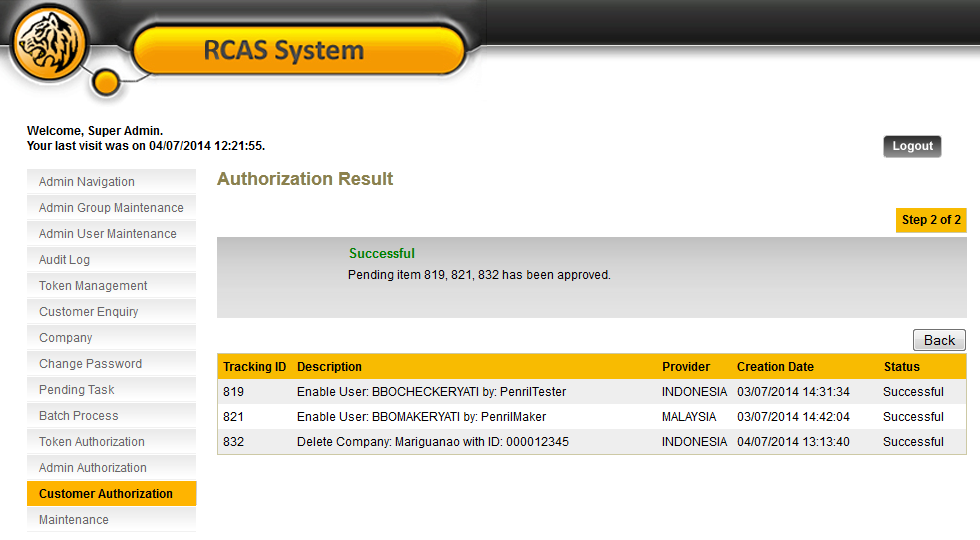 RCAS System
Welcome, Super Admin.
Your last visit was on 04/07/2014 12:21:55.
Logout
Admin Navigation
Admin Group Maintenance
Admin User Maintenance
Audit Log
Token Management
Customer Enquiry
Company
Change Password
Pending Task
Batch Process
Token Authorization
Admin Authorization
Customer Authorization
Maintenance
Authorization Result
Step 2 of 2
Successful
Pending item 819, 821, 832 has been approved.
Back
Tracking ID Description Provider Creation Date Status
819 Enable User: BBOCHECKERYATI by: PenrilTester INDONESIA 03/07/2014 14:31:34 Successful
821 Enable User: BBOMAKERYATI by: PenrilMaker MALAYSIA 03/07/2014 14:42:04 Successful
832 Delete Company: Mariguanao with ID: 000012345 INDONESIA 04/07/2014 13:13:40 Successful